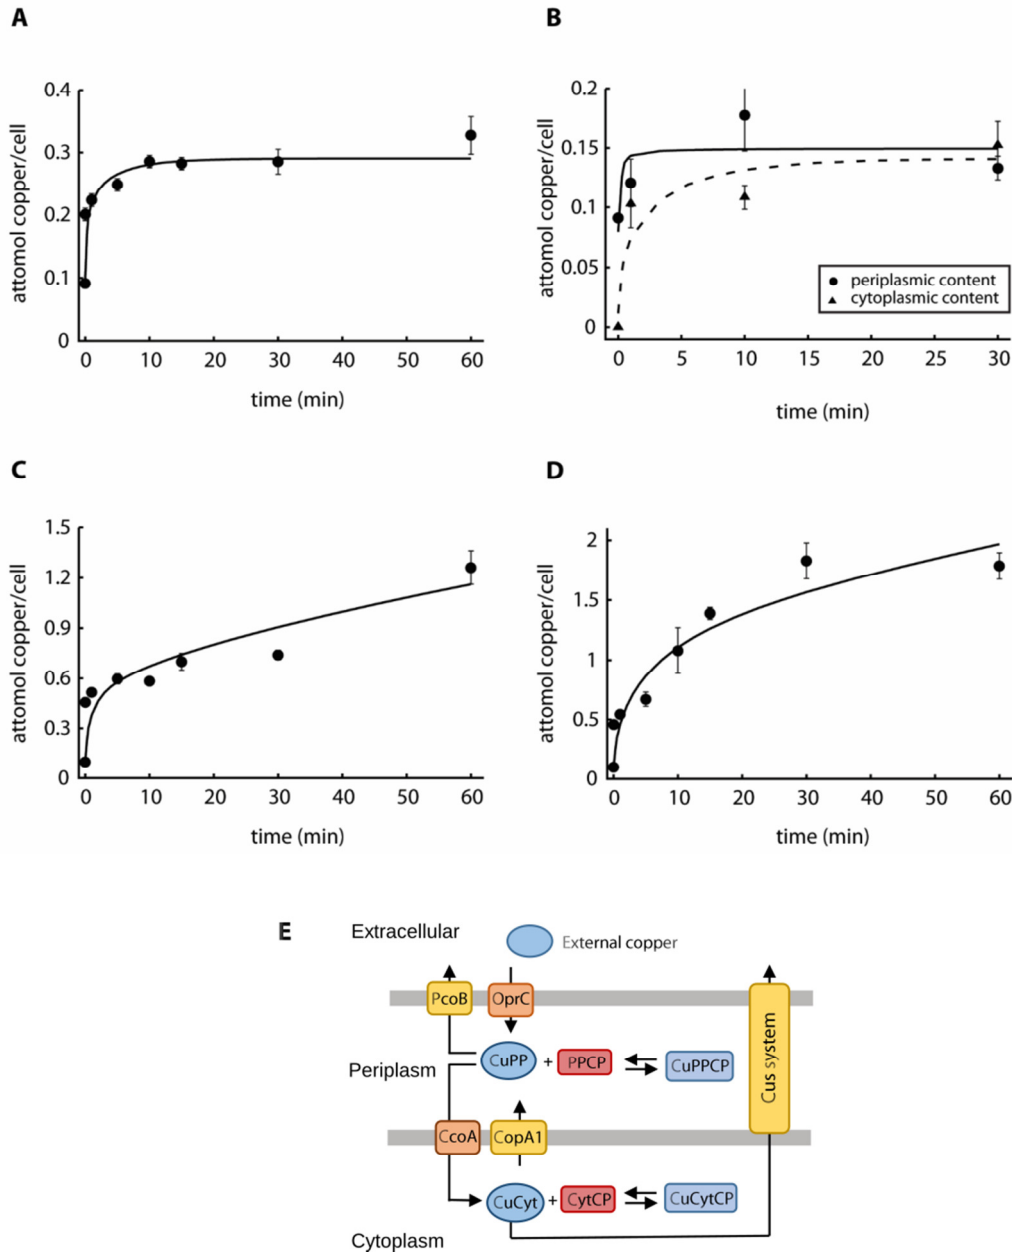 A
0.4
0.3
0.2
0.1
0
attomol copper/cell
0 10 20 30 40 50 60
time (min)
B
0.2
0.15
0.1
0.05
0
attomol copper/cell
periplasmic content
cytoplasmic content
0 5 10 15 20 25 30
time (min)
C
1.5
1.2
0.9
0.6
0.3
0
attomol copper/cell
0 10 20 30 40 50 60
time (min)
D
2
1.5
1
0.5
0
attomol copper/cell
0 10 20 30 40 50 60
time (min)
E
Extracellular
External copper
PcoB OprC
Cus system
Periplasm
CuPP + PPCP CuPPCP
CcoA CopA1
CuCyt + CytCP CuCytCP
Cytoplasm